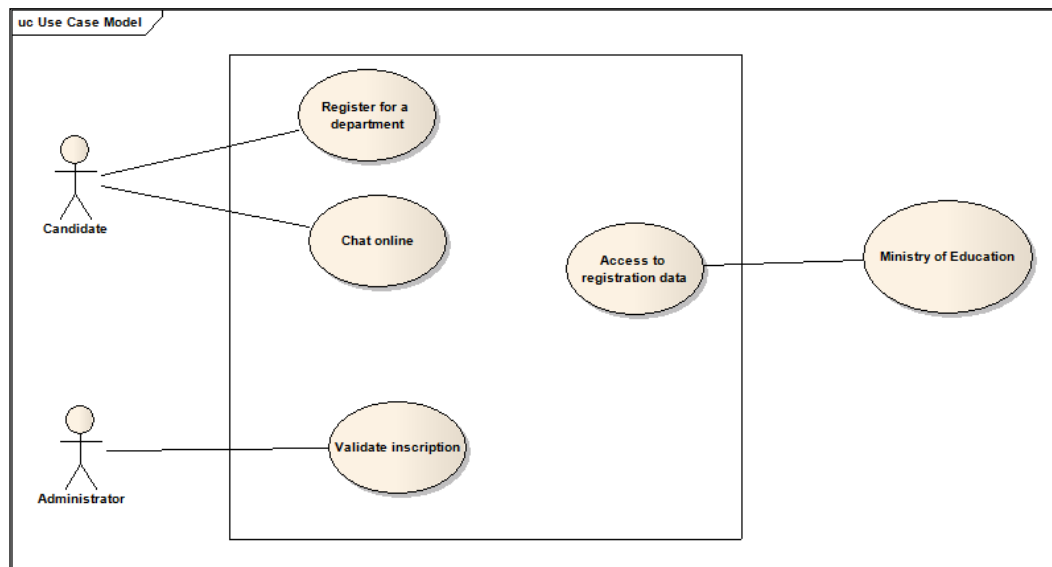 uc Use Case Model
Register for a
department
Candidate
Chat online
Access to
registration data
Ministry of Education
Validate inscription
Administrator